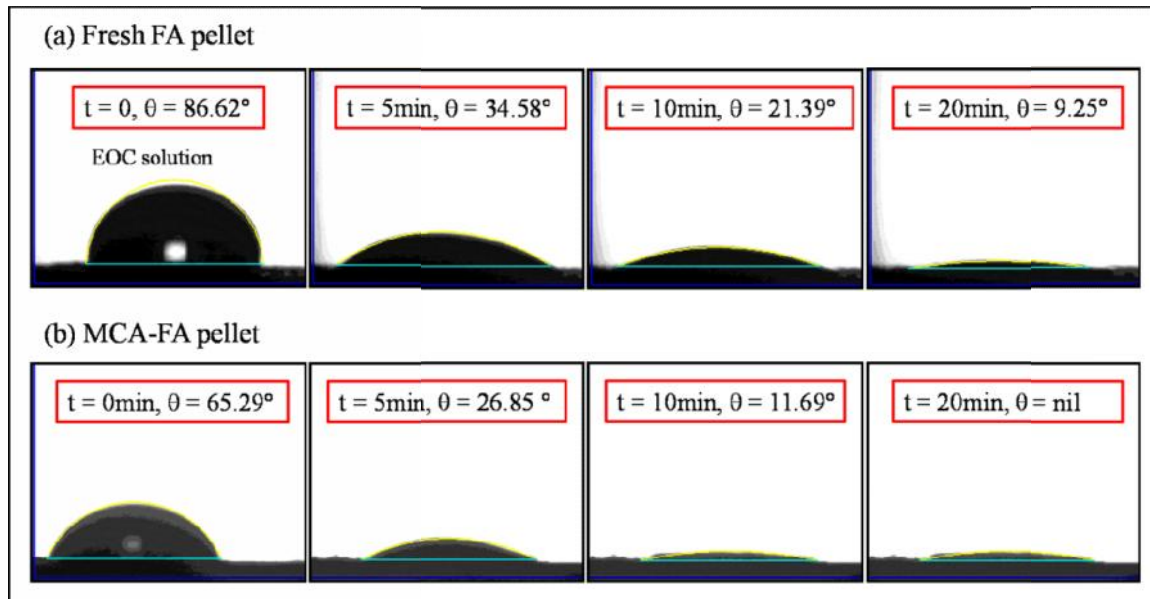 (a) Fresh FA pellet
t = 0, θ = 86.62°
t = 5min, θ = 34.58°
t = 10min, θ = 21.39°
t = 20min, θ = 9.25°
EOC solution
(b) MCA-FA pellet
t = 0min, θ = 65.29°
t = 5min, θ = 26.85 °
t = 10min, θ = 11.69°
t = 20min, θ = nil